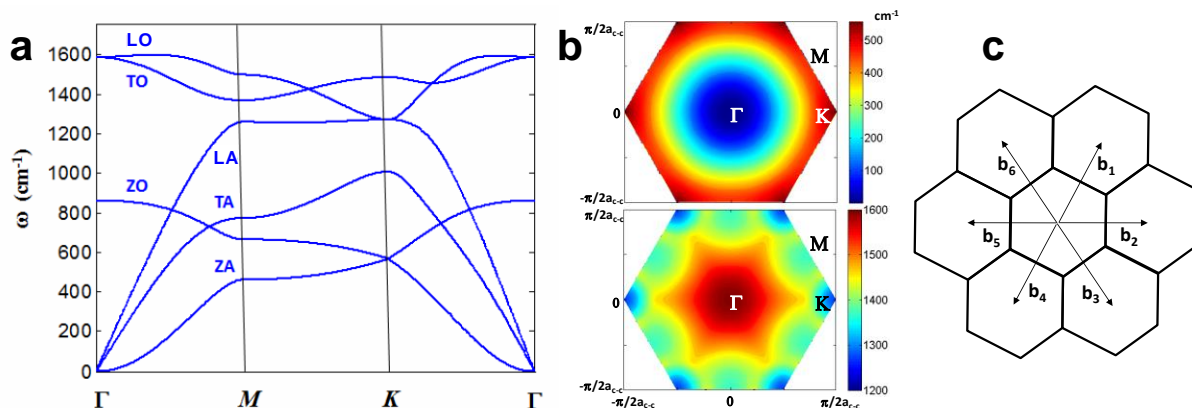 a
ω (cm⁻¹)
1600
1400
1200
1000
800
600
400
200
0
LO
TO
LA
ZO
TA
ZA
Γ
M
K
Γ
b
π/2a_c-c
0
-π/2a_c-c
M
Γ
K
cm⁻¹
500
400
300
200
100
π/2a_c-c
0
-π/2a_c-c
M
Γ
K
-π/2a_c-c
0
π/2a_c-c
1600
1500
1400
1300
1200
c
b₆
b₁
b₅
b₂
b₄
b₃